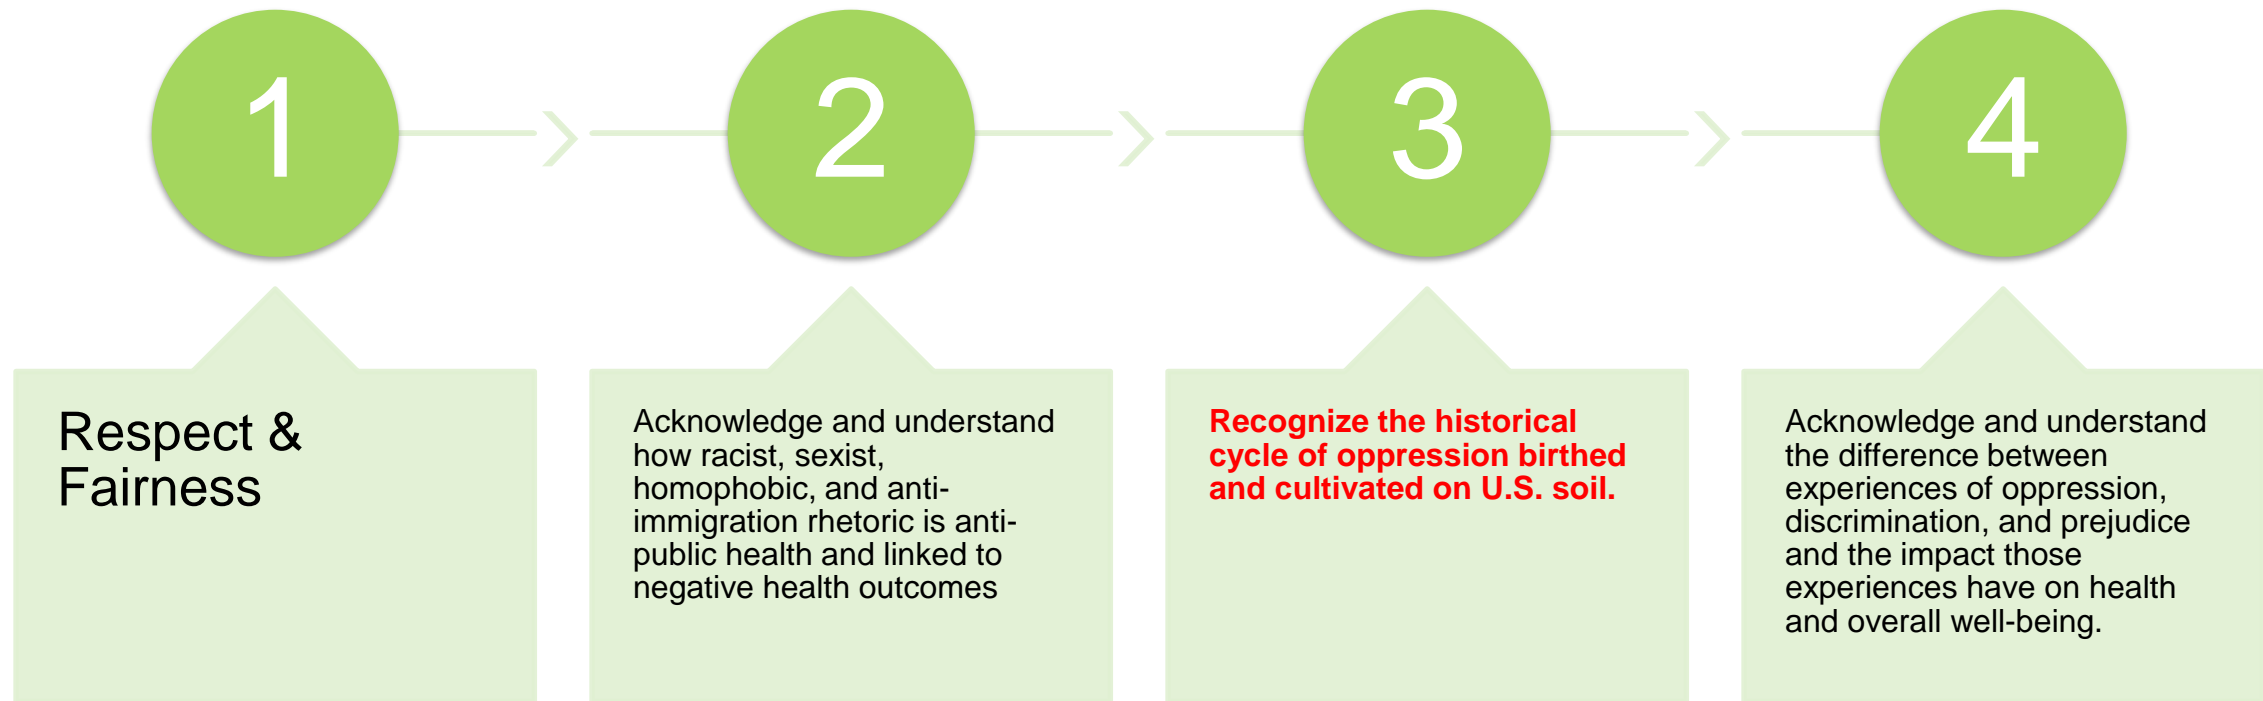 1
2
3
4
Respect &
Fairness
Acknowledge and understand
how racist, sexist,
homophobic, and anti-
immigration rhetoric is anti-
public health and linked to
negative health outcomes
Recognize the historical
cycle of oppression birthed
and cultivated on U.S. soil.
Acknowledge and understand
the difference between
experiences of oppression,
discrimination, and prejudice
and the impact those
experiences have on health
and overall well-being.